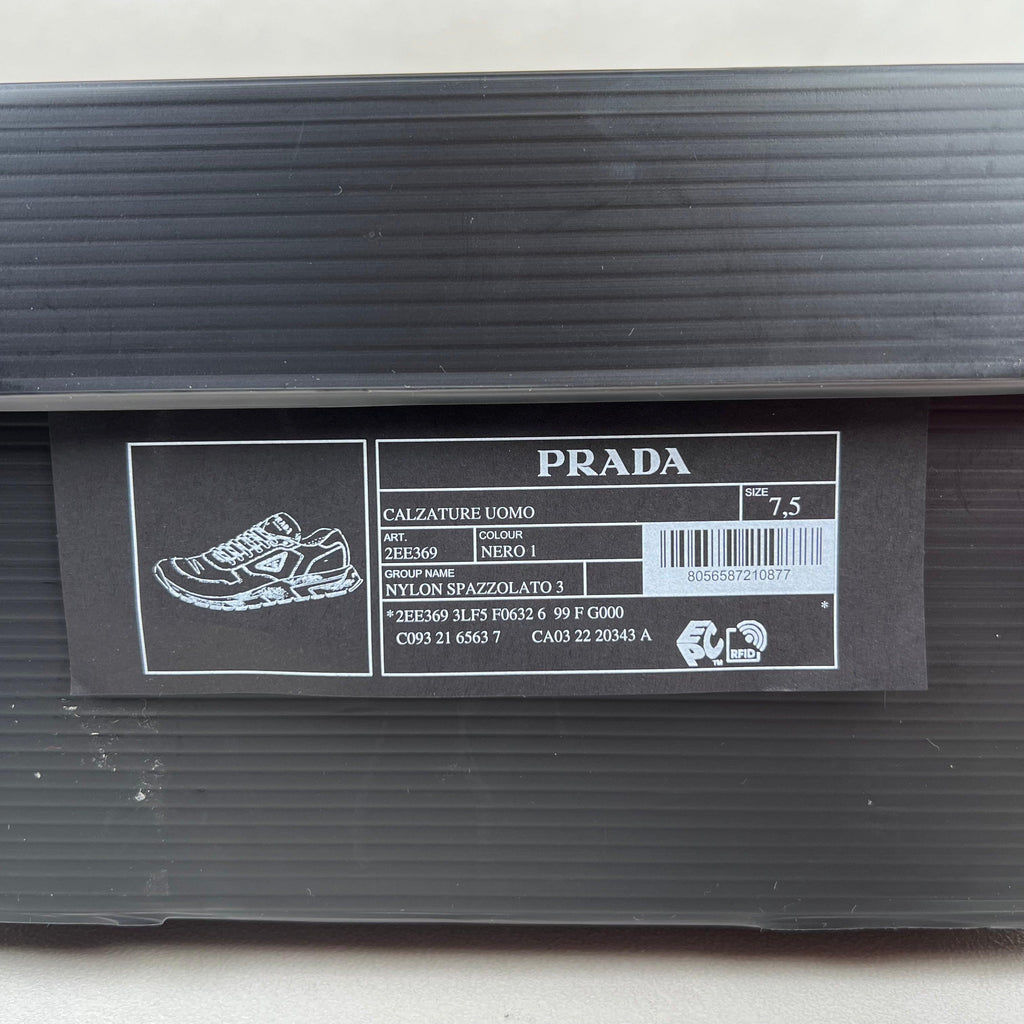 PRADA
CALZATURE UOMO
SIZE
7,5
ART.
2EE369
COLOUR
NERO 1
8056587210877
GROUP NAME
NYLON SPAZZOLATO 3
*2EE369 3LF5 F0632 6 99 F G000 *
C093 21 6563 7 CA03 22 20343 A
EPC™
RFID